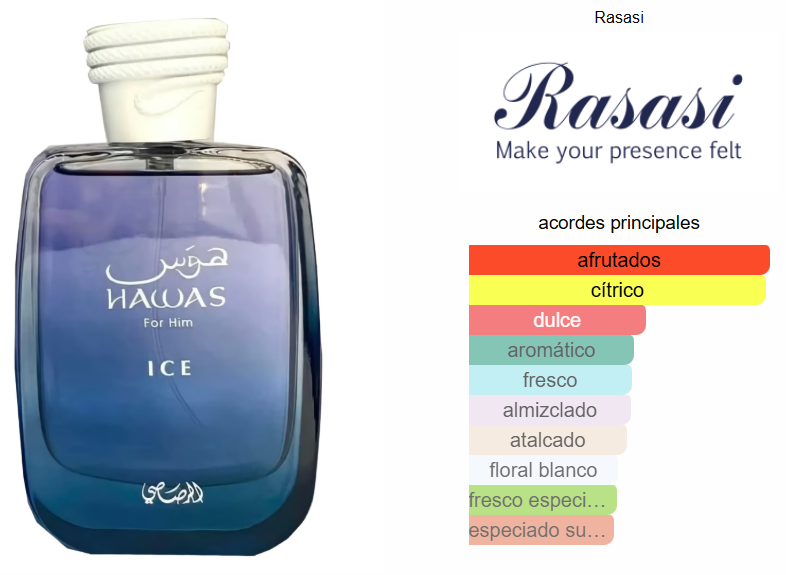 هوس
HAWAS
For Him
ICE
الرصاصي
Rasasi
Rasasi
Make your presence felt
acordes principales
afrutados
cítrico
dulce
aromático
fresco
almizclado
atalcado
floral blanco
fresco especi…
especiado su…